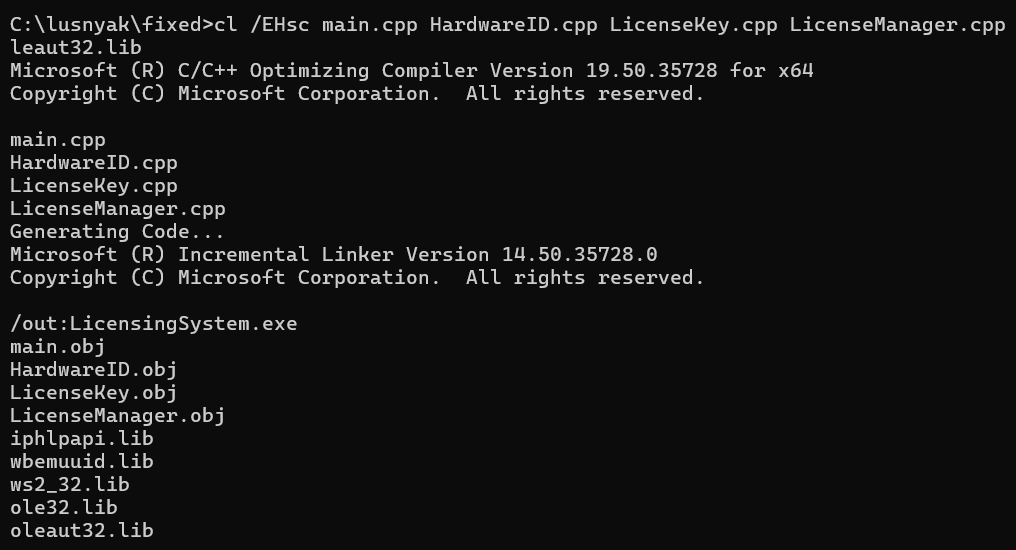 C:\lusnyak\fixed>cl /EHsc main.cpp HardwareID.cpp LicenseKey.cpp LicenseManager.cpp
leaut32.lib
Microsoft (R) C/C++ Optimizing Compiler Version 19.50.35728 for x64
Copyright (C) Microsoft Corporation.  All rights reserved.

main.cpp
HardwareID.cpp
LicenseKey.cpp
LicenseManager.cpp
Generating Code...
Microsoft (R) Incremental Linker Version 14.50.35728.0
Copyright (C) Microsoft Corporation.  All rights reserved.

/out:LicensingSystem.exe
main.obj
HardwareID.obj
LicenseKey.obj
LicenseManager.obj
iphlpapi.lib
wbemuuid.lib
ws2_32.lib
ole32.lib
oleaut32.lib